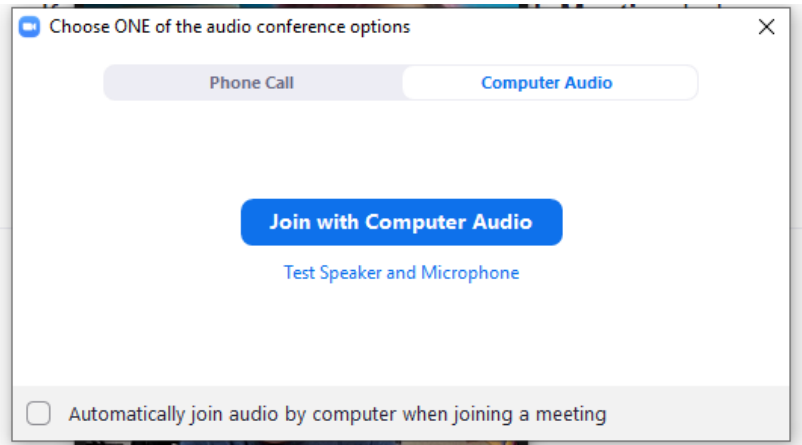 Choose ONE of the audio conference options
Phone Call
Computer Audio
Join with Computer Audio
Test Speaker and Microphone
Automatically join audio by computer when joining a meeting